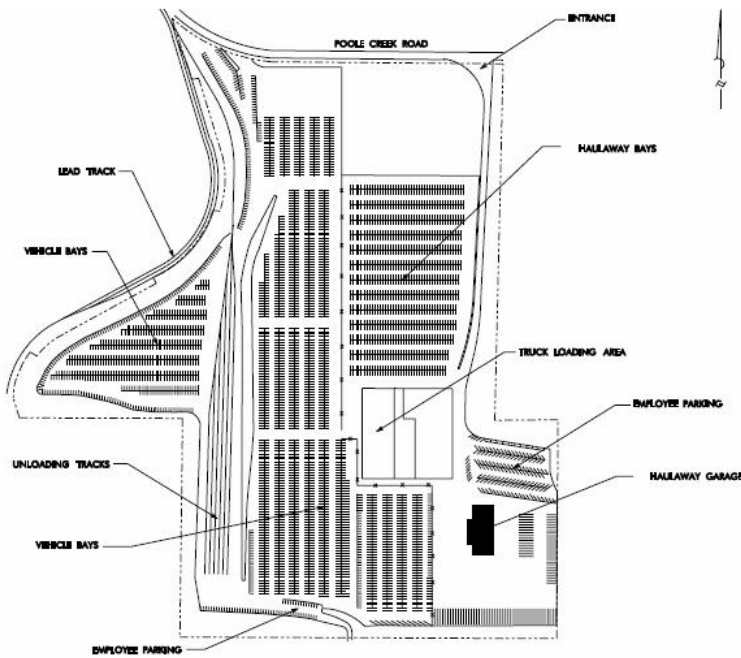 ENTRANCE
POOLE CREEK ROAD
HAULAWAY BAYS
LEAD TRACK
VEHICLE BAYS
TRUCK LOADING AREA
EMPLOYEE PARKING
UNLOADING TRACKS
HAULAWAY GARAGE
VEHICLE BAYS
EMPLOYEE PARKING